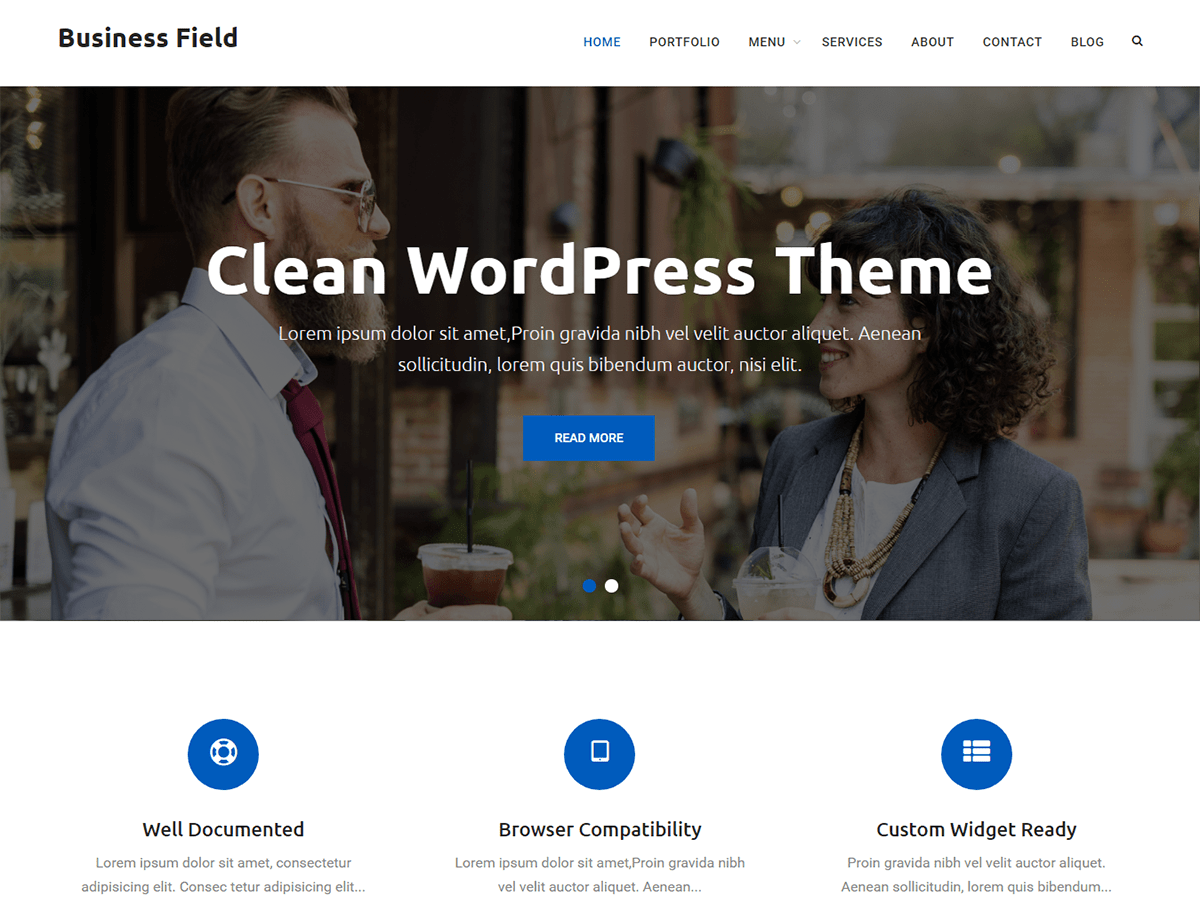 Business Field
HOME PORTFOLIO MENU SERVICES ABOUT CONTACT BLOG
Clean WordPress Theme
Lorem ipsum dolor sit amet,Proin gravida nibh vel velit auctor aliquet. Aenean
sollicitudin, lorem quis bibendum auctor, nisi elit.
READ MORE
Well Documented
Lorem ipsum dolor sit amet, consectetur
adipisicing elit. Consec tetur adipisicing elit...
Browser Compatibility
Lorem ipsum dolor sit amet,Proin gravida nibh
vel velit auctor aliquet. Aenean...
Custom Widget Ready
Proin gravida nibh vel velit auctor aliquet.
Aenean sollicitudin, lorem quis bibendum...